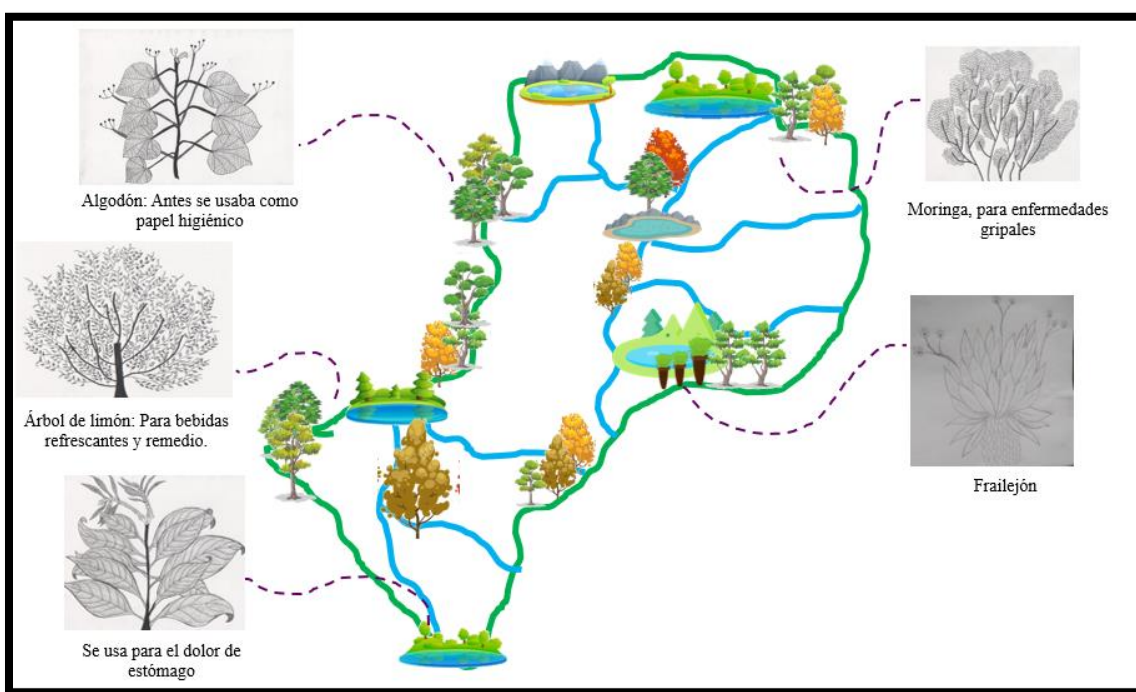 Algodón: Antes se usaba como
papel higiénico
Árbol de limón: Para bebidas
refrescantes y remedio.
Se usa para el dolor de
estómago
Moringa, para enfermedades
gripales
Frailejón